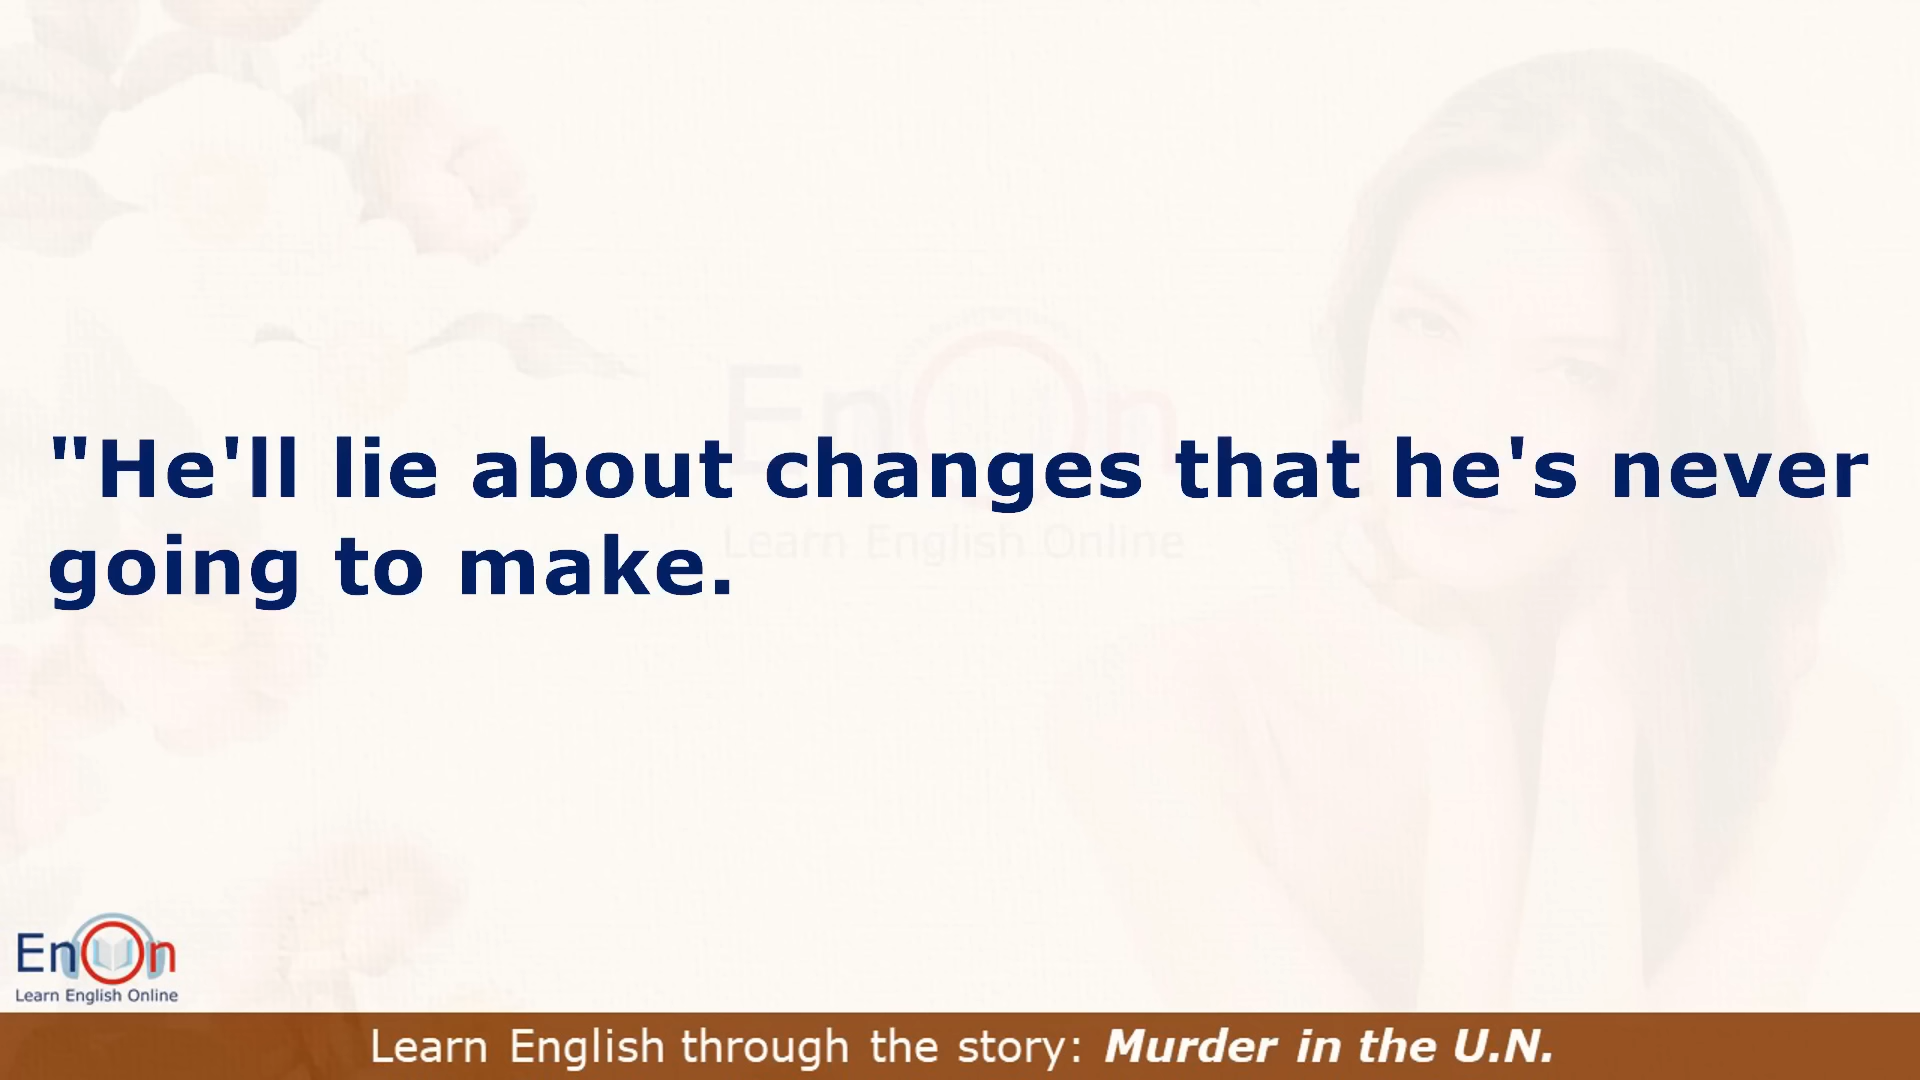 EnOn
"He'll lie about changes that he's never
going to make.
Learn English Online
EnOn
Learn English Online
Learn English through the story: Murder in the U.N.